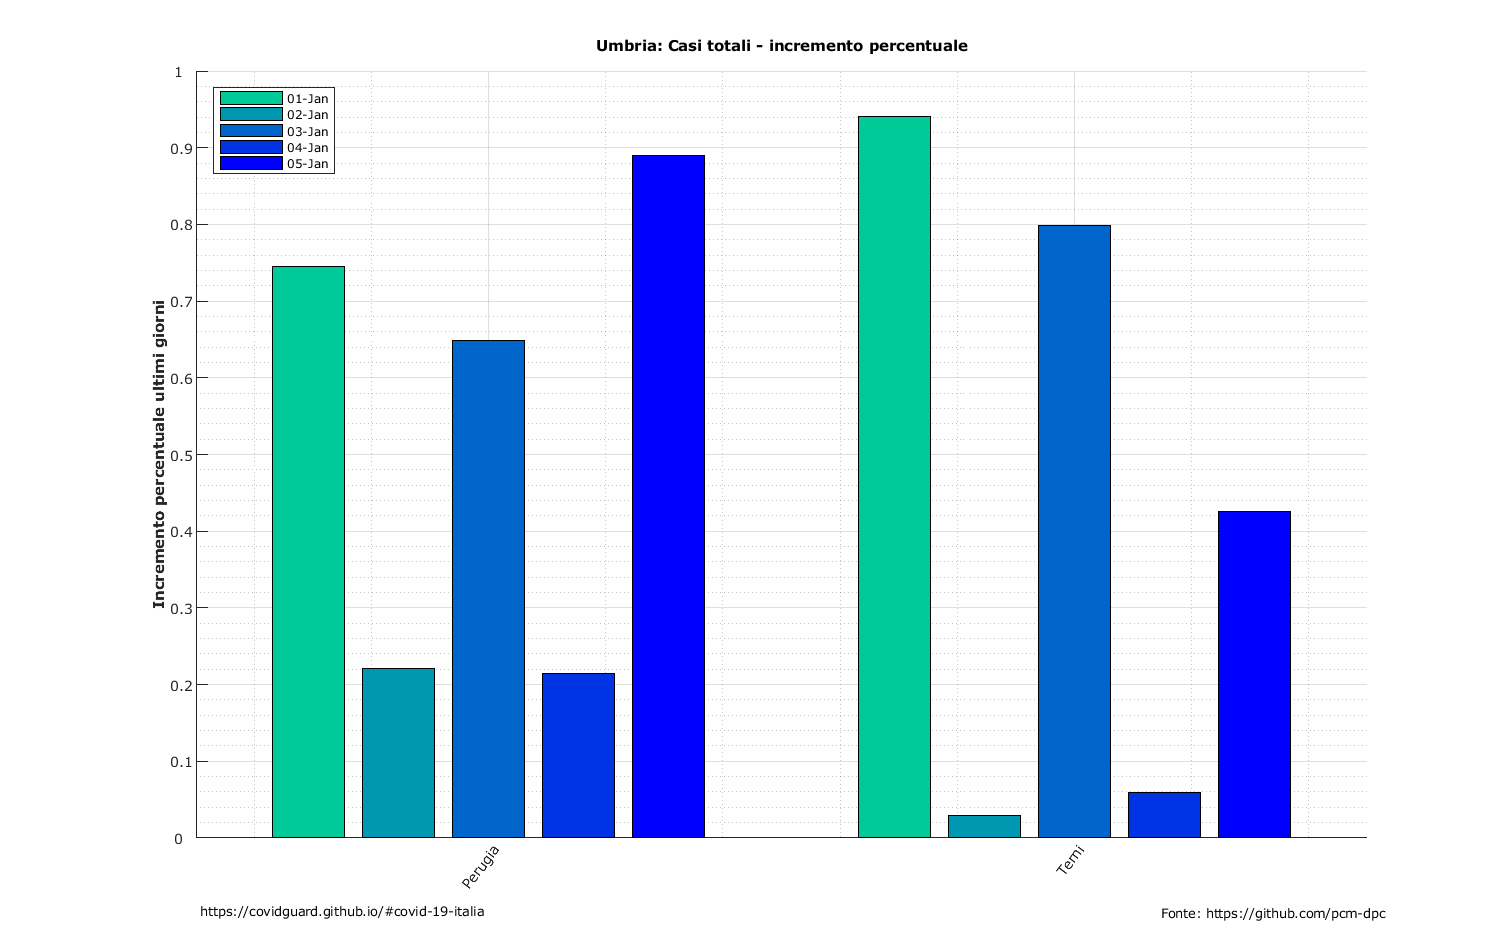 Umbria: Casi totali - incremento percentuale
Incremento percentuale ultimi giorni
1
0.9
0.8
0.7
0.6
0.5
0.4
0.3
0.2
0.1
0
01-Jan
02-Jan
03-Jan
04-Jan
05-Jan
Perugia
Terni
https://covidguard.github.io/#covid-19-italia
Fonte: https://github.com/pcm-dpc